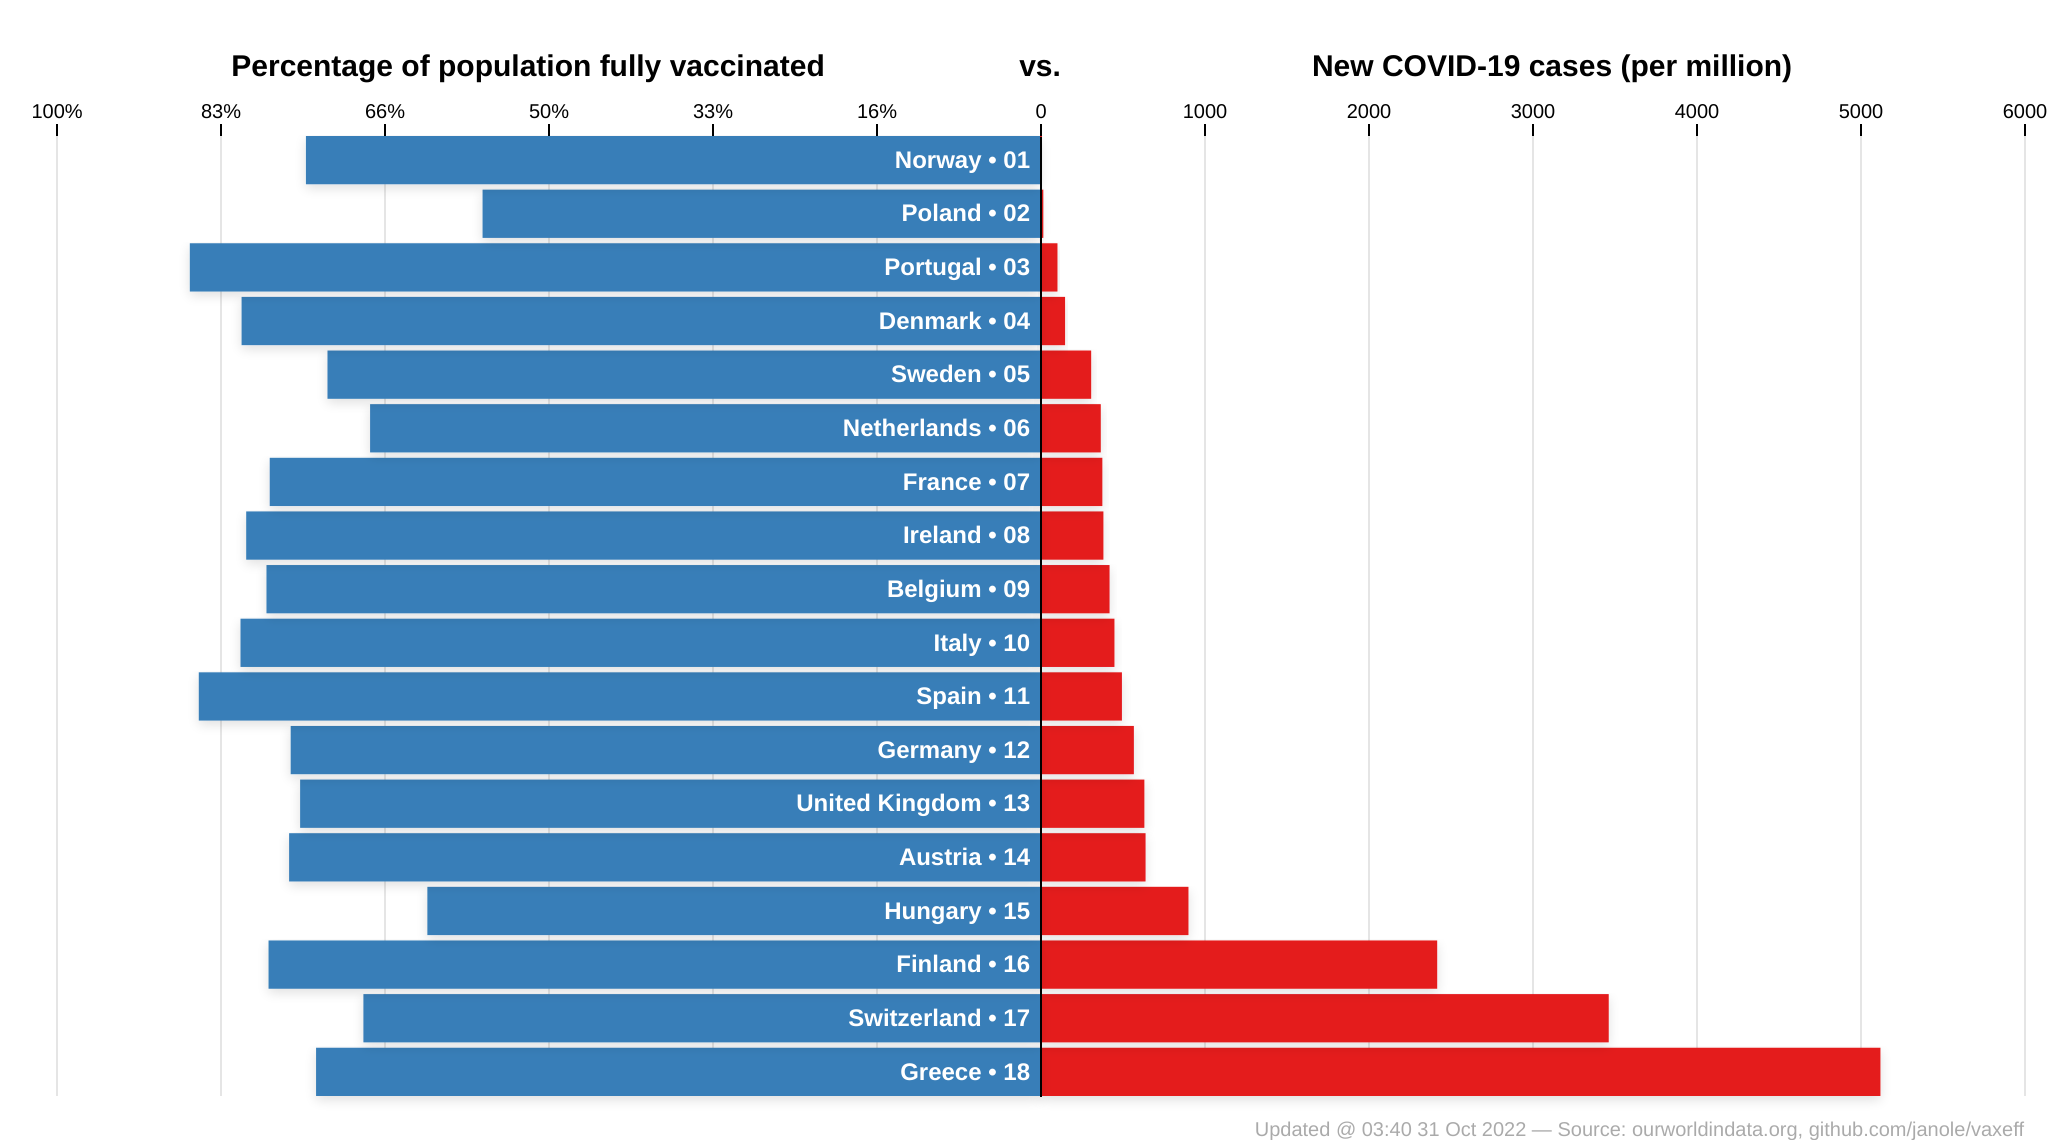 Percentage of population fully vaccinated vs. New COVID-19 cases (per million)
100% 83% 66% 50% 33% 16% 0 1000 2000 3000 4000 5000 6000
Norway • 01
Poland • 02
Portugal • 03
Denmark • 04
Sweden • 05
Netherlands • 06
France • 07
Ireland • 08
Belgium • 09
Italy • 10
Spain • 11
Germany • 12
United Kingdom • 13
Austria • 14
Hungary • 15
Finland • 16
Switzerland • 17
Greece • 18
Updated @ 03:40 31 Oct 2022 — Source: ourworldindata.org, github.com/janole/vaxeff